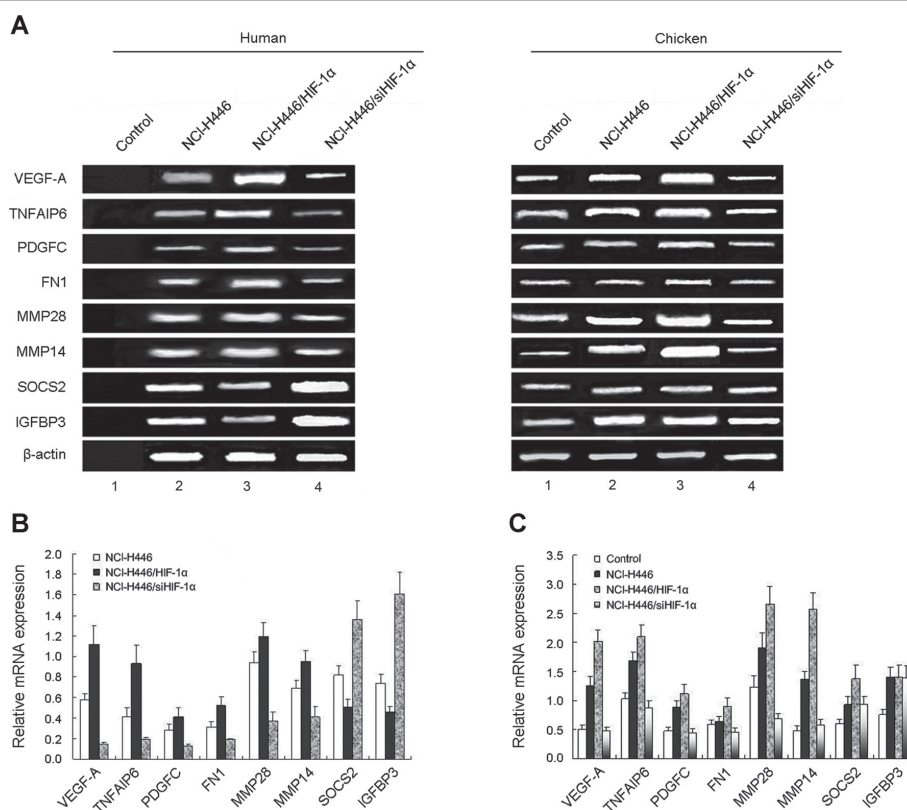 A
Human
Chicken
Control
NCI-H446
NCI-H446/HIF-1α
NCI-H446/siHIF-1α
Control
NCI-H446
NCI-H446/HIF-1α
NCI-H446/siHIF-1α
VEGF-A
TNFAIP6
PDGFC
FN1
MMP28
MMP14
SOCS2
IGFBP3
β-actin
1 2 3 4
1 2 3 4
B
Relative mRNA expression
2.0
1.8
1.6
1.4
1.2
1.0
0.8
0.6
0.4
0.2
0.0
NCI-H446
NCI-H446/HIF-1α
NCI-H446/siHIF-1α
VEGF-A
TNFAIP6
PDGFC
FN1
MMP28
MMP14
SOCS2
IGFBP3
C
Relative mRNA expression
3.5
3.0
2.5
2.0
1.5
1.0
0.5
0.0
Control
NCI-H446
NCI-H446/HIF-1α
NCI-H446/siHIF-1α
VEGF-A
TNFAIP6
PDGFC
FN1
MMP28
MMP14
SOCS2
IGFBP3